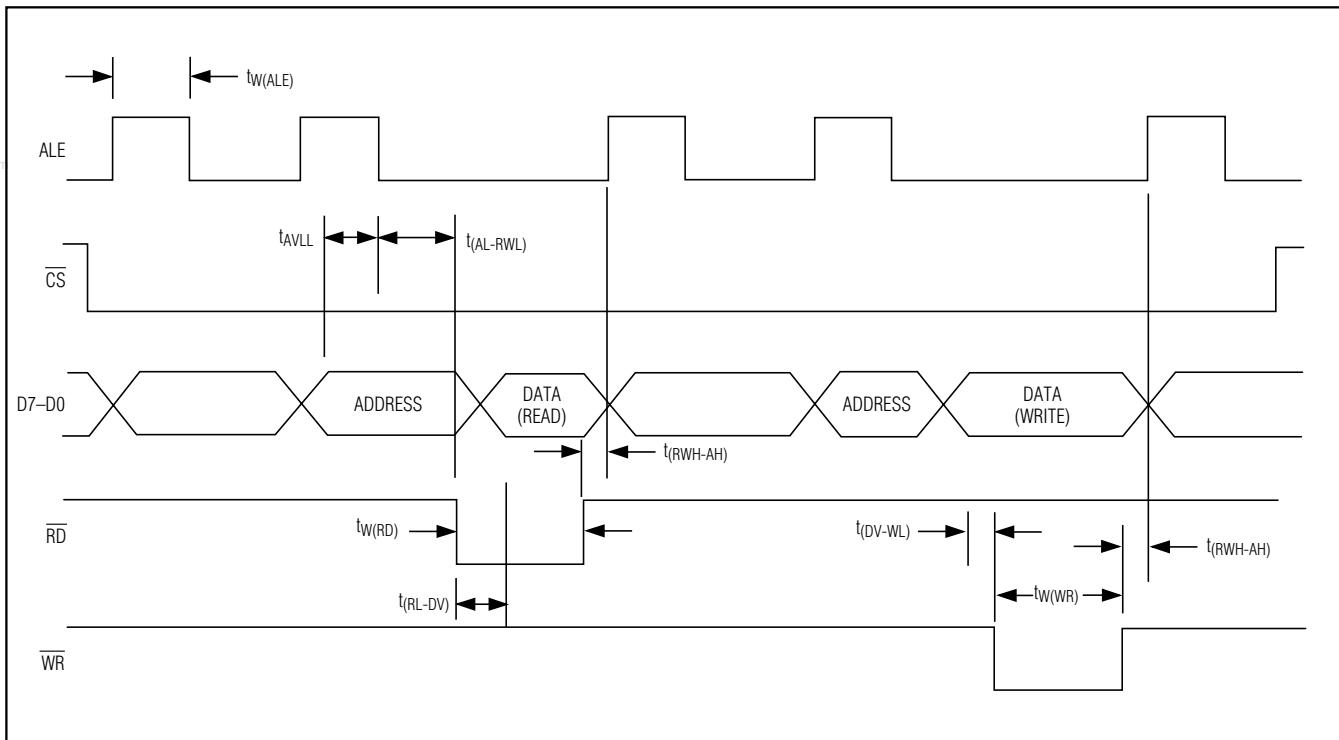 tW(ALE)
ALE
tAVLL
t(AL-RWL)
CS
D7–D0
ADDRESS
DATA
(READ)
ADDRESS
DATA
(WRITE)
t(RWH-AH)
RD
tW(RD)
t(DV-WL)
t(RWH-AH)
t(RL-DV)
tW(WR)
WR